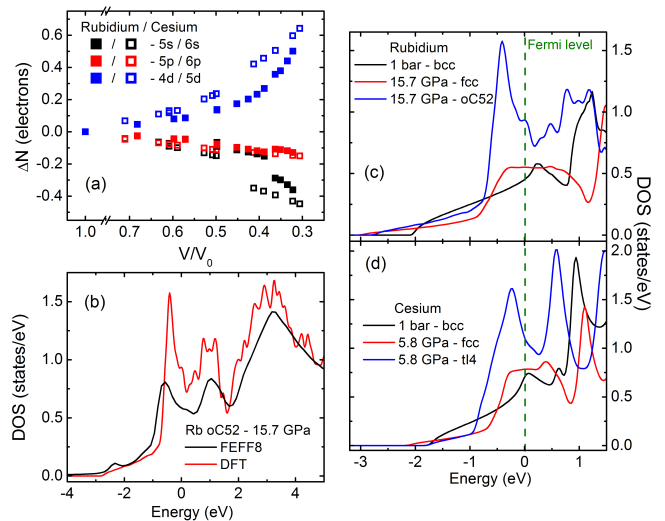 Rubidium / Cesium
/ - 5s / 6s
/ - 5p / 6p
/ - 4d / 5d
0.6
0.4
0.2
0.0
-0.2
-0.4
ΔN (electrons)
(a)
1.0 0.7 0.6 0.5 0.4 0.3
V/V0
(b)
1.5
1.0
0.5
0.0
DOS (states/eV)
Rb oC52 - 15.7 GPa
FEFF8
DFT
-4 -2 0 2 4
Energy (eV)
Fermi level
Rubidium
1 bar - bcc
15.7 GPa - fcc
15.7 GPa - oC52
(c)
1.5
1.0
0.5
0.0
DOS (states/eV)
(d)
Cesium
1 bar - bcc
5.8 GPa - fcc
5.8 GPa - tI4
2.0
1.5
1.0
0.5
0.0
-3 -2 -1 0 1
Energy (eV)